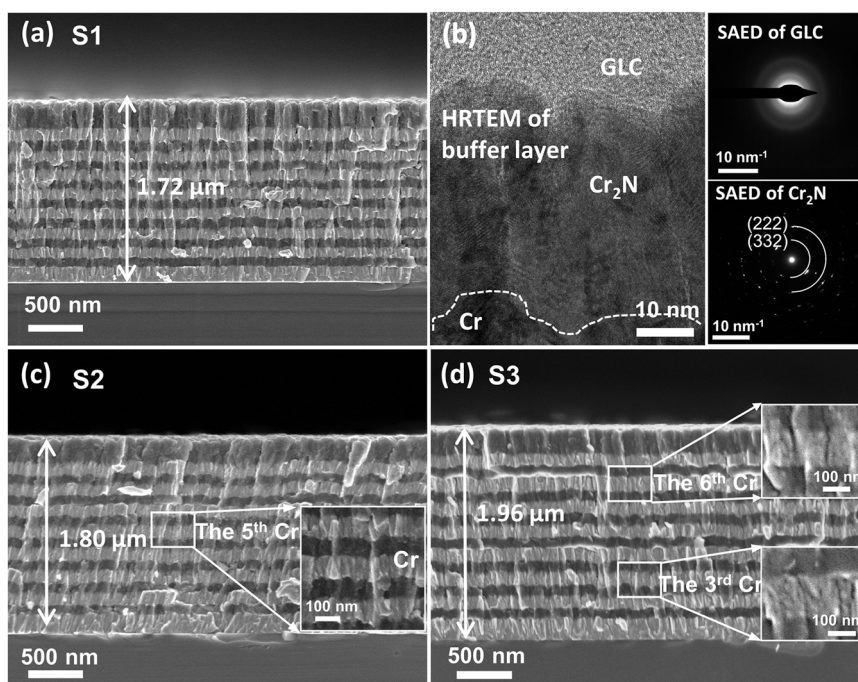 (a) S1
1.72 μm
500 nm
(b)
GLC
HRTEM of
buffer layer
Cr₂N
Cr
10 nm
SAED of GLC
10 nm⁻¹
SAED of Cr₂N
(222)
(332)
10 nm⁻¹
(c) S2
1.80 μm
The 5ᵗʰ Cr
Cr
100 nm
500 nm
(d) S3
1.96 μm
The 6ᵗʰ Cr
100 nm
The 3ʳᵈ Cr
100 nm
500 nm